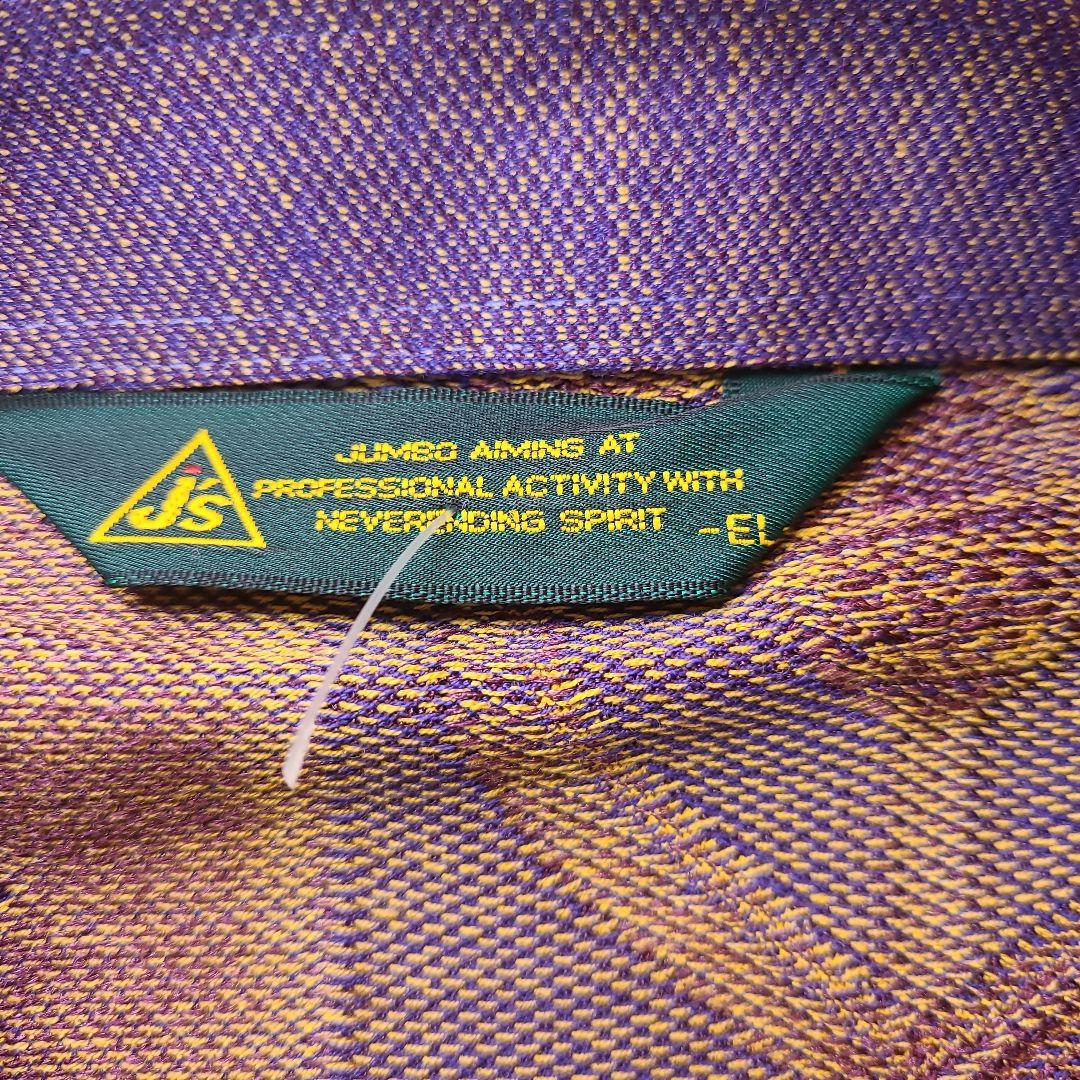 J's
JUMBO AIMING AT
PROFESSIONAL ACTIVITY WITH
NEVERENDING SPIRIT
-EL